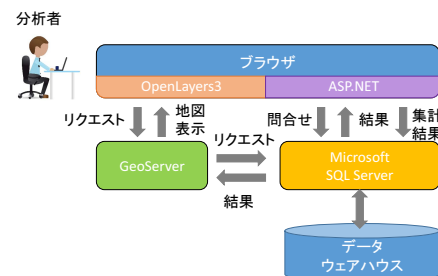 分析者
ブラウザ
OpenLayers3
ASP.NET
リクエスト
地図
表示
問合せ
結果
集計
結果
リクエスト
GeoServer
Microsoft
SQL Server
結果
データ
ウェアハウス